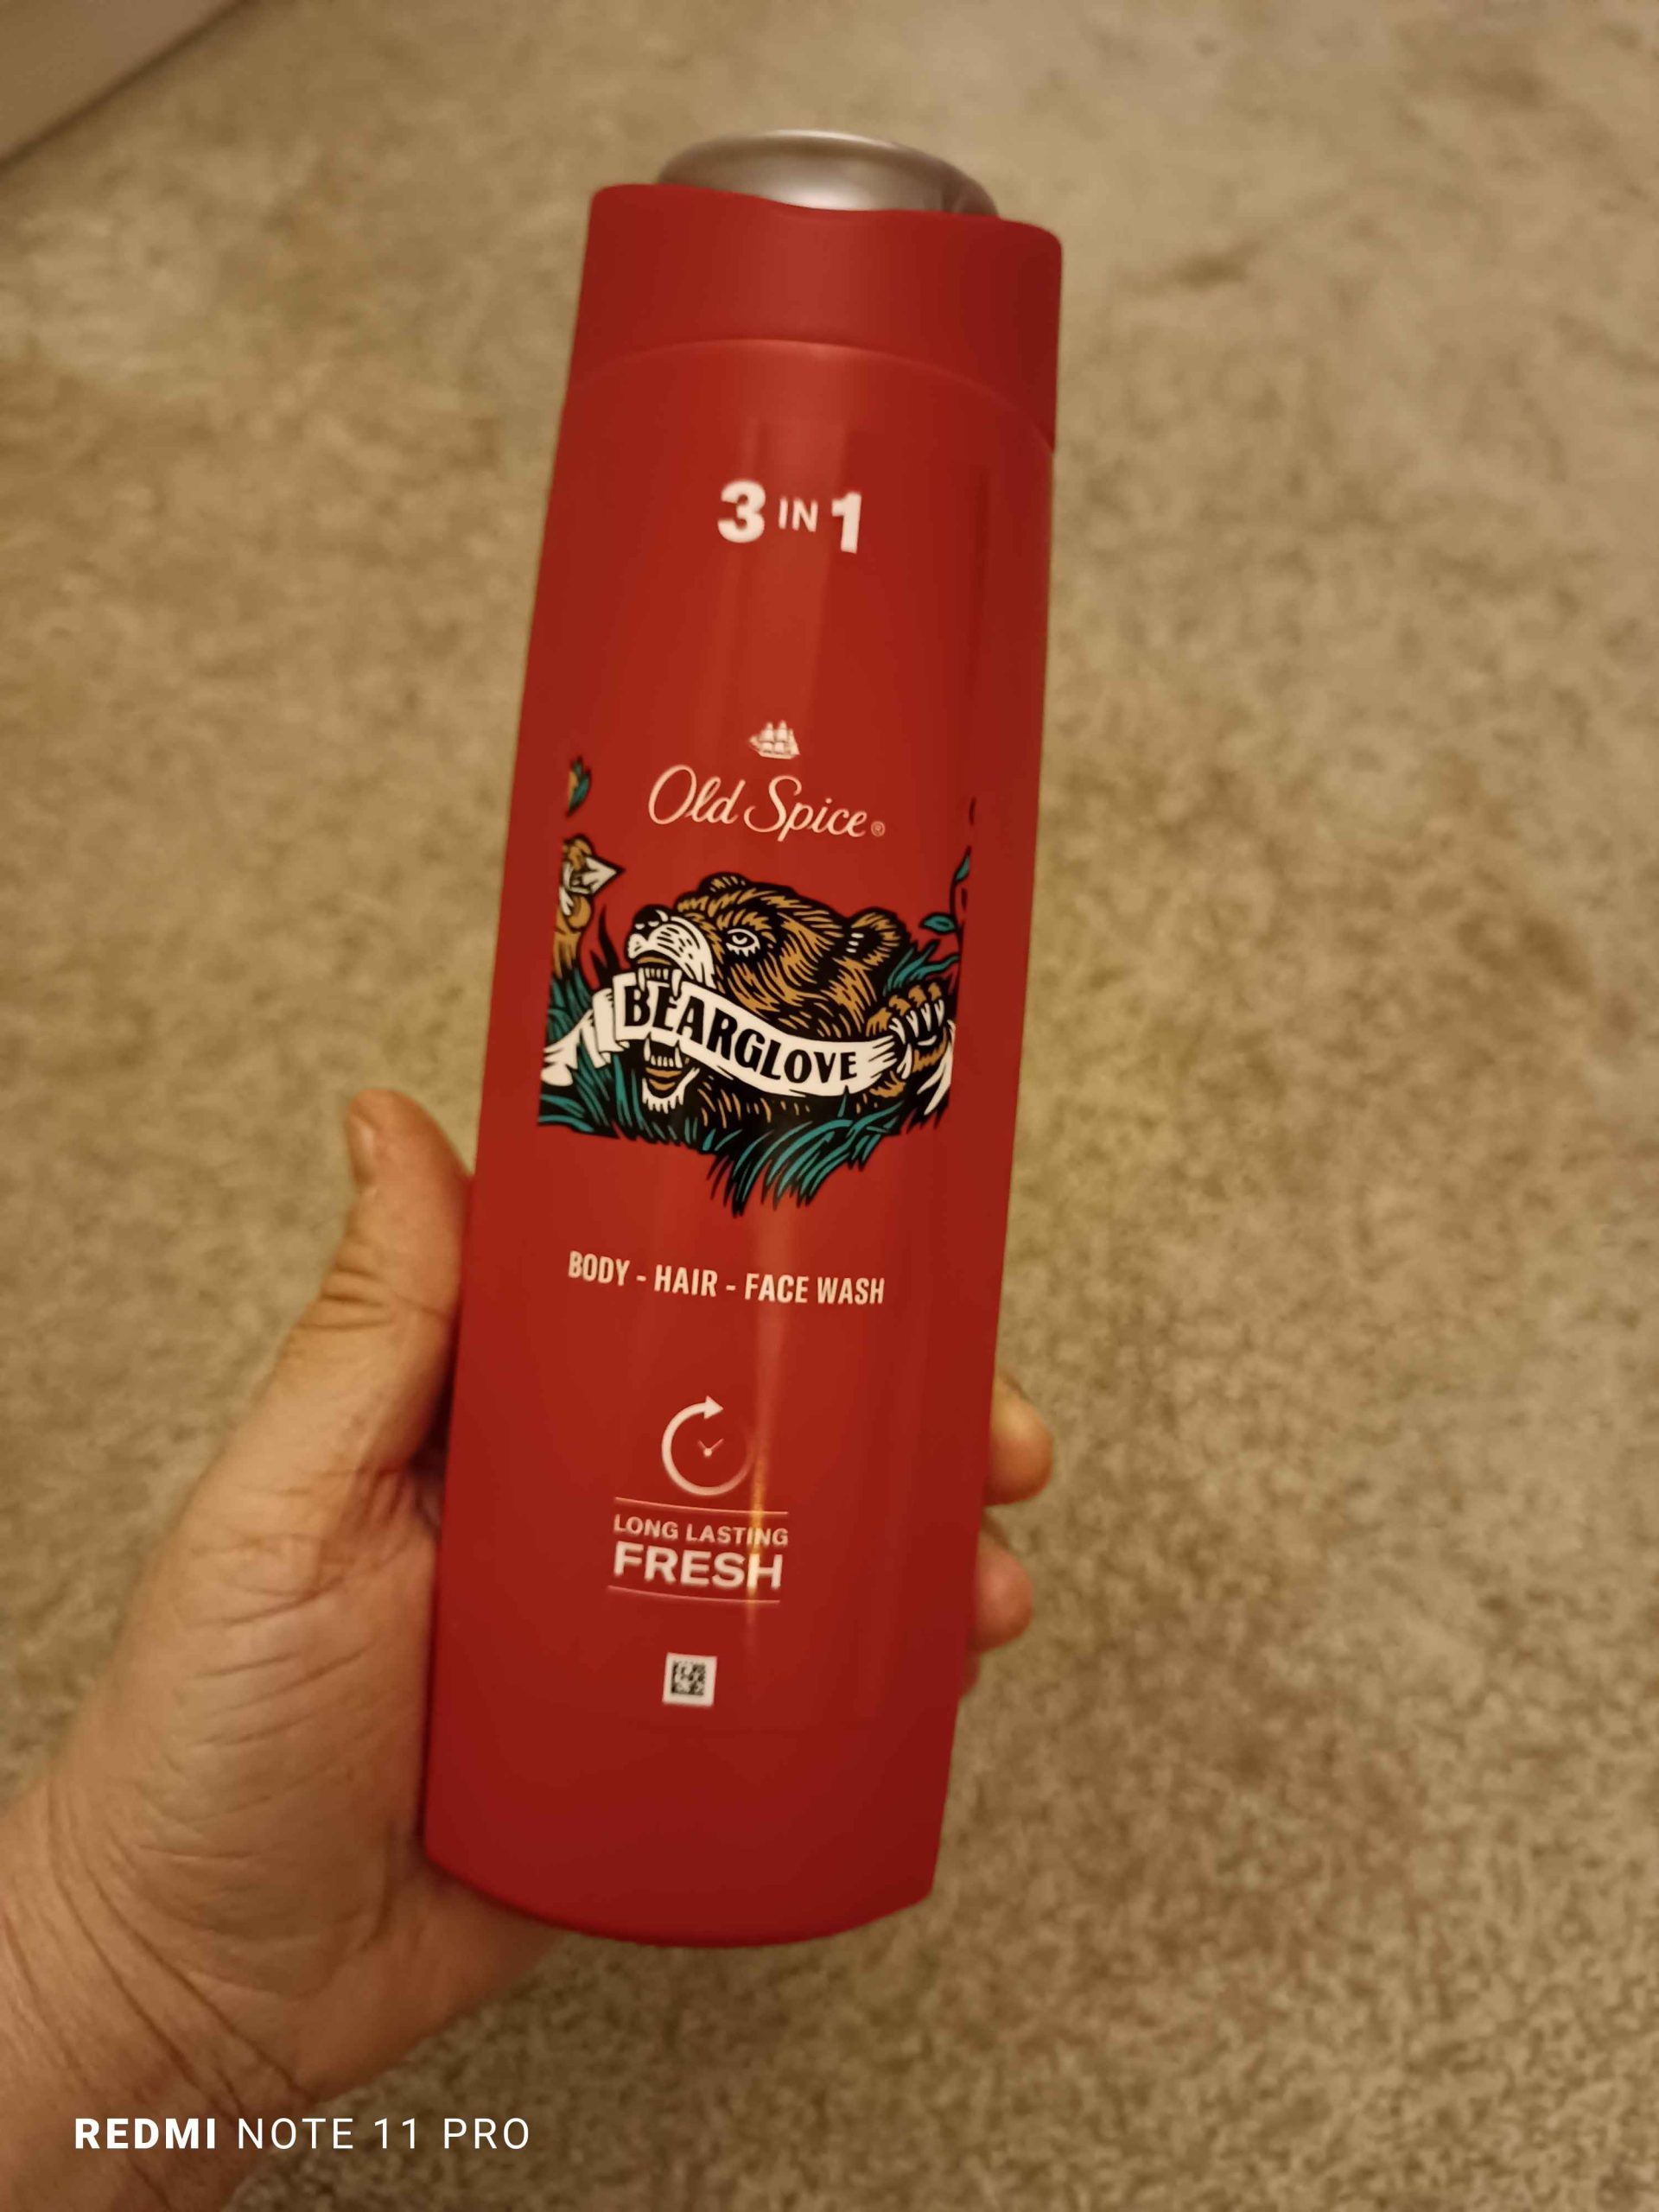 3 IN 1
Old Spice®
BEARGLOVE
BODY - HAIR - FACE WASH
LONG LASTING
FRESH
REDMI NOTE 11 PRO